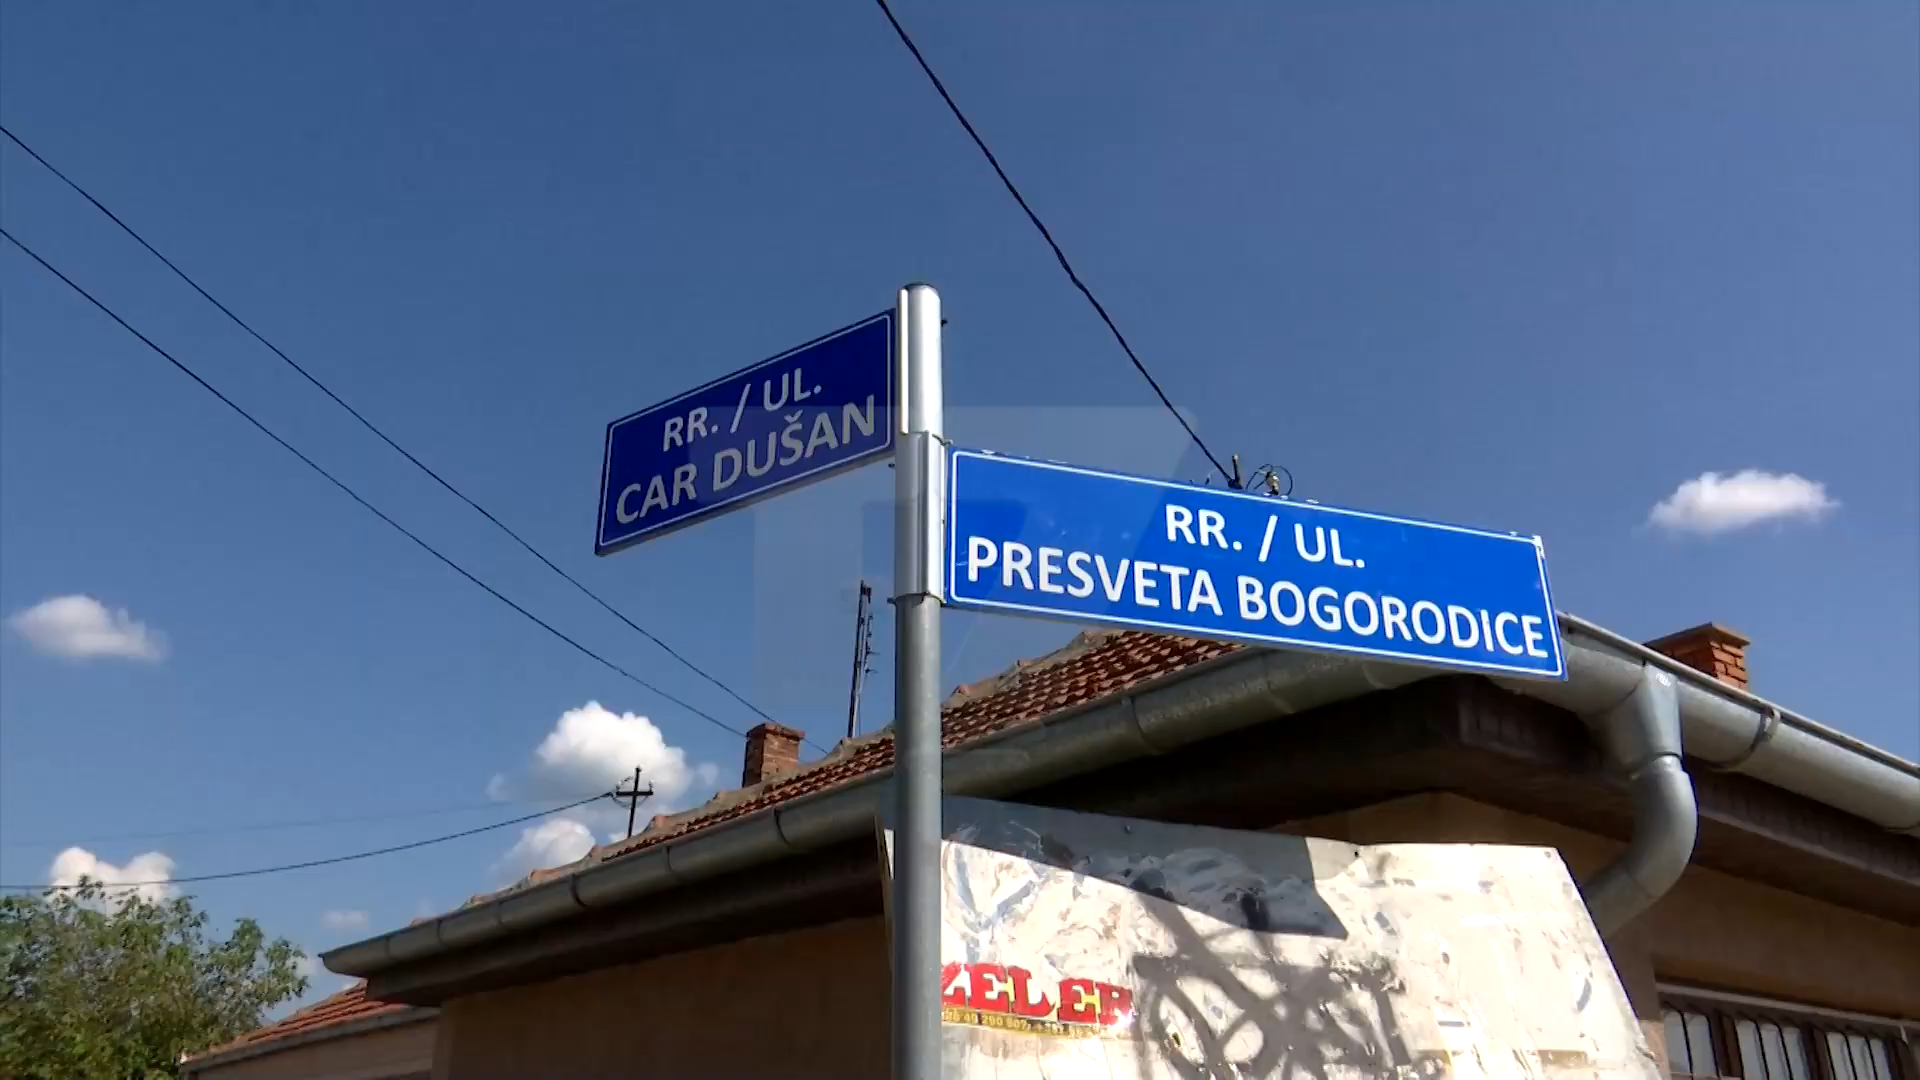 RR. / UL.
CAR DUŠAN
RR. / UL.
PRESVETA BOGORODICE
ZELER